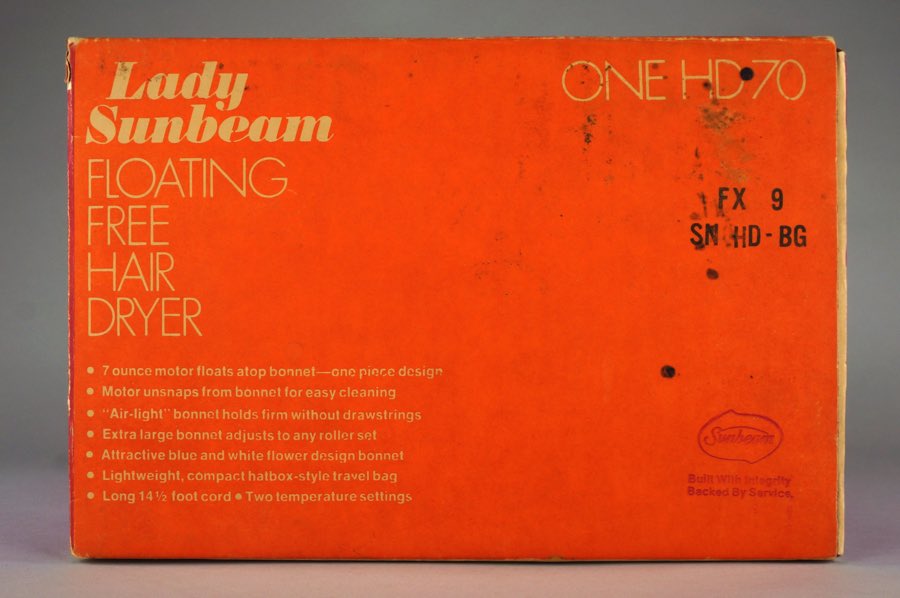 Lady
Sunbeam
FLOATING
FREE
HAIR
DRYER
ONE HD70
FX 9
SN HD-BG
• 7 ounce motor floats atop bonnet—one piece design
• Motor unsnaps from bonnet for easy cleaning
• "Air-light" bonnet holds firm without drawstrings
• Extra large bonnet adjusts to any roller set
• Attractive blue and white flower design bonnet
• Lightweight, compact hatbox-style travel bag
• Long 14½ foot cord • Two temperature settings
Sunbeam
Built With Integrity
Backed By Service.